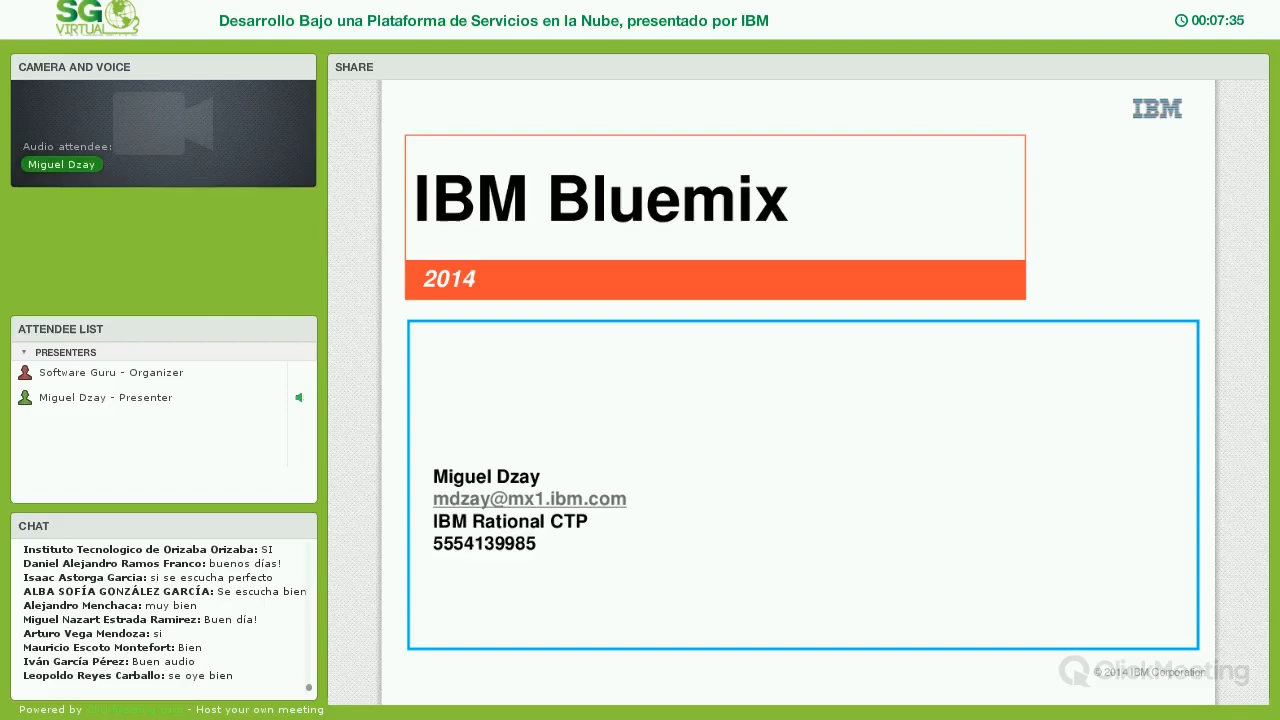 SG
VIRTUAL
Desarrollo Bajo una Plataforma de Servicios en la Nube, presentado por IBM
00:07:35
CAMERA AND VOICE
Audio attendee:
Miguel Dzay
ATTENDEE LIST
PRESENTERS
Software Guru - Organizer
Miguel Dzay - Presenter
CHAT
Instituto Tecnologico de Orizaba Orizaba: SI
Daniel Alejandro Ramos Franco: buenos días!
Isaac Astorga Garcia: si se escucha perfecto
ALBA SOFÍA GONZÁLEZ GARCÍA: Se escucha bien
Alejandro Menchaca: muy bien
Miguel Nazart Estrada Ramirez: Buen día!
Arturo Vega Mendoza: si
Mauricio Escoto Montefort: Bien
Iván García Pérez: Buen audio
Leopoldo Reyes Carballo: se oye bien
Powered by ClickMeeting.com - Host your own meeting
SHARE
IBM
IBM Bluemix
2014
Miguel Dzay
mdzay@mx1.ibm.com
IBM Rational CTP
5554139985
© 2014 IBM Corporation
ClickMeeting